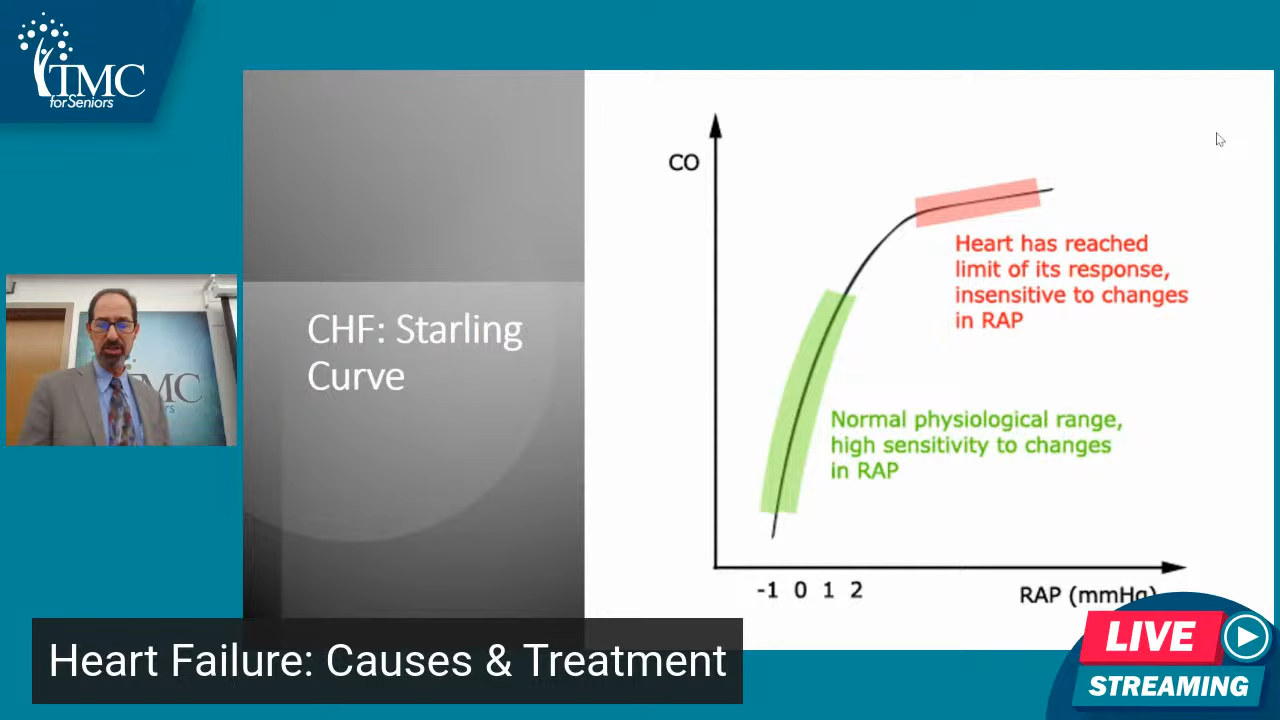 TMC
for Seniors
CHF: Starling
Curve
CO
Heart has reached
limit of its response,
insensitive to changes
in RAP
Normal physiological range,
high sensitivity to changes
in RAP
-1 0 1 2
RAP (mmHg)
TMC
Heart Failure: Causes & Treatment
LIVE
STREAMING